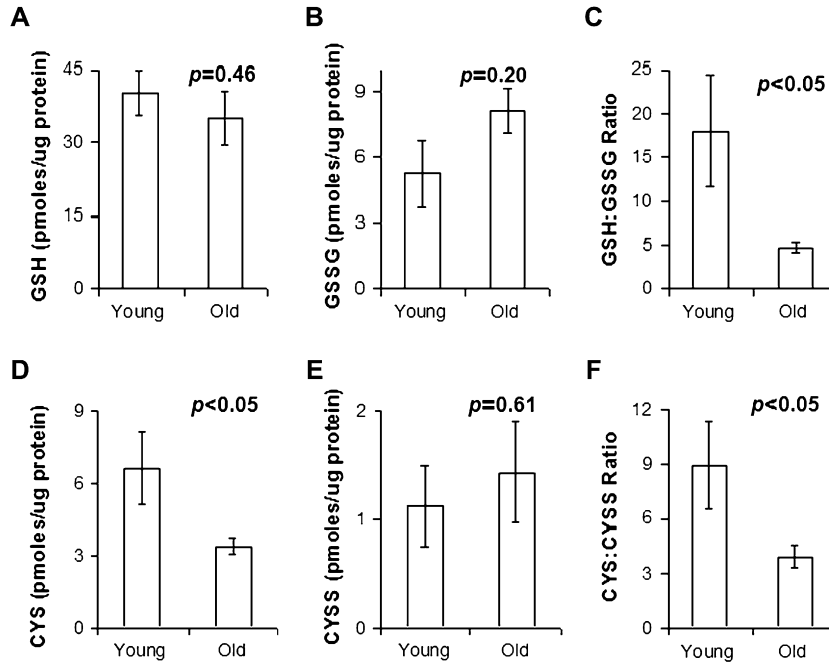 A
GSH (pmoles/ug protein)
p=0.46
45
30
15
0
Young Old
B
GSSG (pmoles/ug protein)
p=0.20
9
6
3
0
Young Old
C
GSH:GSSG Ratio
p<0.05
25
20
15
10
5
0
Young Old
D
CYS (pmoles/ug protein)
p<0.05
9
6
3
0
Young Old
E
CYSS (pmoles/ug protein)
p=0.61
2
1
0
Young Old
F
CYS:CYSS Ratio
p<0.05
12
9
6
3
0
Young Old